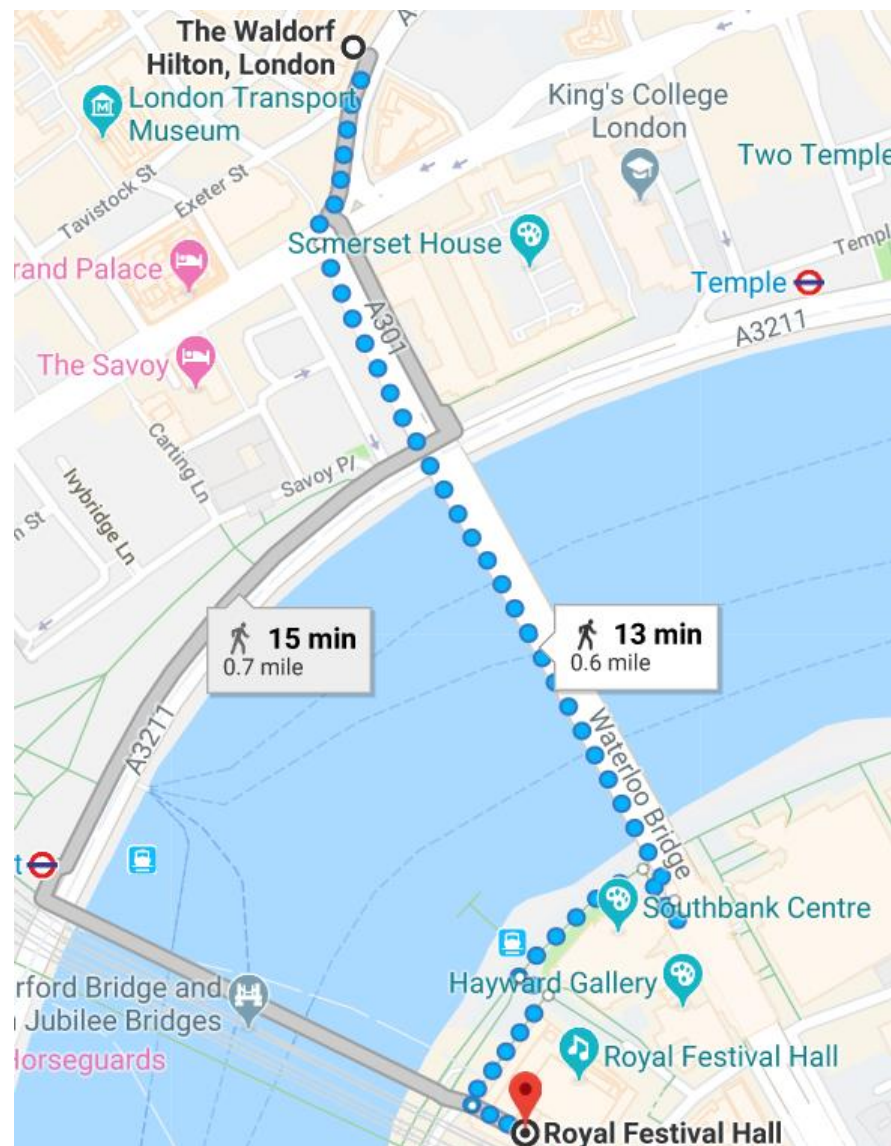 The Waldorf
Hilton, London
London Transport
Museum
King's College
London
Two Temple
Tavistock St
Exeter St
Somerset House
Templ
rand Palace
Temple
A301
A3211
The Savoy
Carting Ln
Savoy Pl
Ivybridge Ln
n St
15 min
0.7 mile
13 min
0.6 mile
A3211
Waterloo Bridge
t
Southbank Centre
rford Bridge and
Jubilee Bridges
Hayward Gallery
Horseguards
Royal Festival Hall
Royal Festival Hall